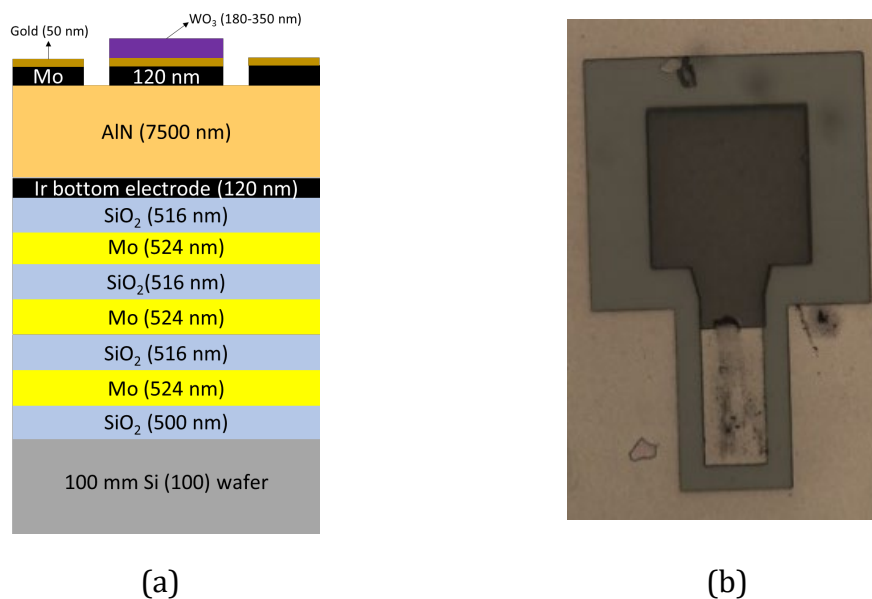 WO3 (180-350 nm)
Gold (50 nm)
Mo
120 nm
AlN (7500 nm)
Ir bottom electrode (120 nm)
SiO2 (516 nm)
Mo (524 nm)
SiO2(516 nm)
Mo (524 nm)
SiO2 (516 nm)
Mo (524 nm)
SiO2 (500 nm)
100 mm Si (100) wafer
(a)
(b)